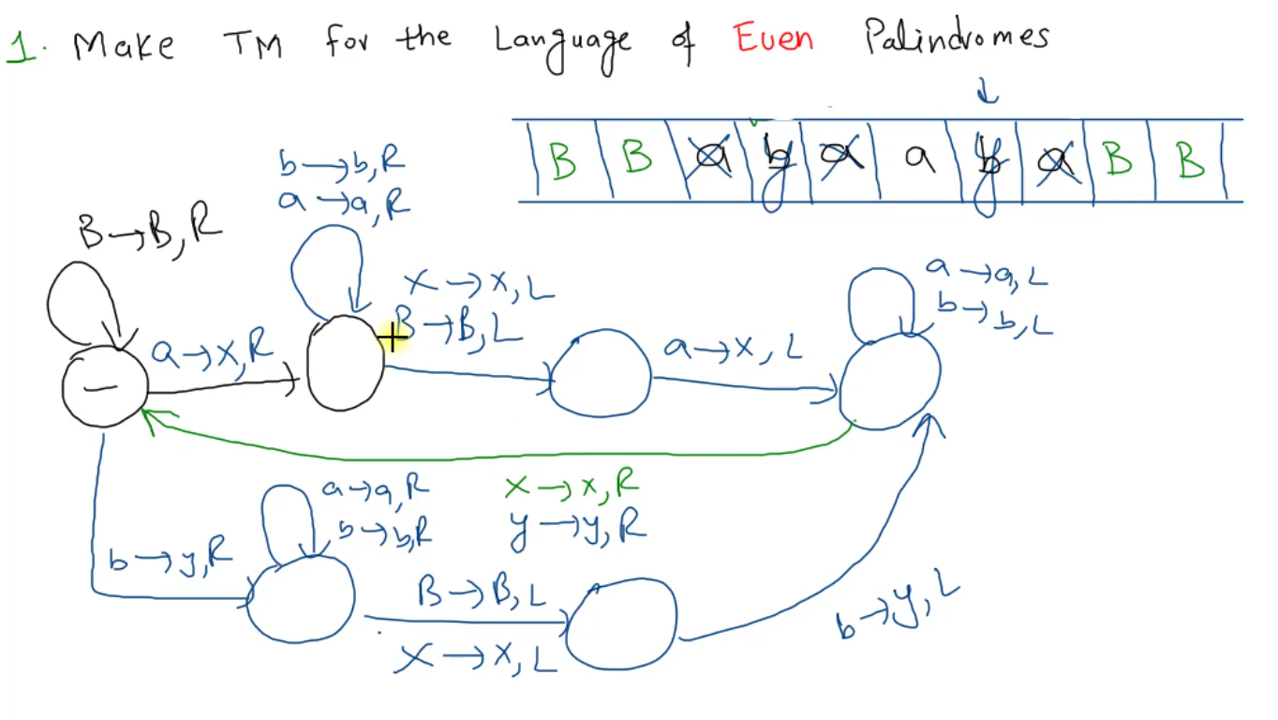 1. Make TM for the Language of Even Palindromes
B B a b a a b a B B
b→b,R
a→a,R
B→B,R
X→x,L
B→B,L
a→a,L
b→b,L
a→X,R
a→X,L
-
a→a,R
b→b,R
X→x,R
y→y,R
b→y,R
B→B,L
X→x,L
b→y,L